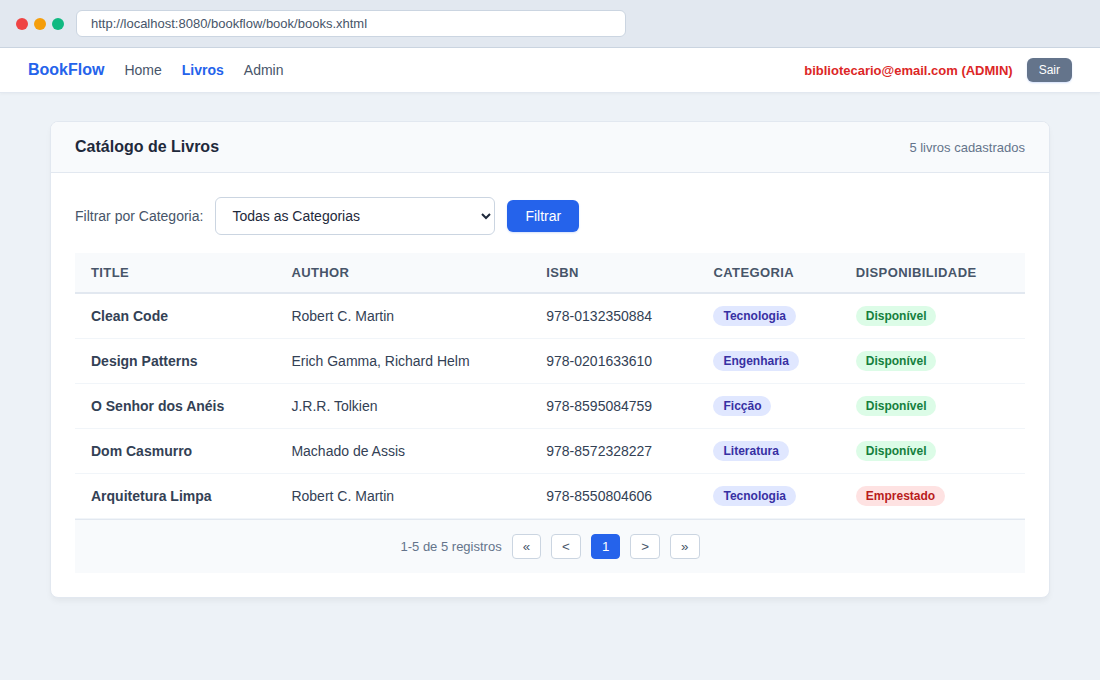 http://localhost:8080/bookflow/book/books.xhtml
BookFlow Home Livros Admin bibliotecario@email.com (ADMIN) Sair
Catálogo de Livros 5 livros cadastrados
Filtrar por Categoria: Todas as Categorias Filtrar
TITLE AUTHOR ISBN CATEGORIA DISPONIBILIDADE
Clean Code Robert C. Martin 978-0132350884 Tecnologia Disponível
Design Patterns Erich Gamma, Richard Helm 978-0201633610 Engenharia Disponível
O Senhor dos Anéis J.R.R. Tolkien 978-8595084759 Ficção Disponível
Dom Casmurro Machado de Assis 978-8572328227 Literatura Disponível
Arquitetura Limpa Robert C. Martin 978-8550804606 Tecnologia Emprestado
1-5 de 5 registros « < 1 > »